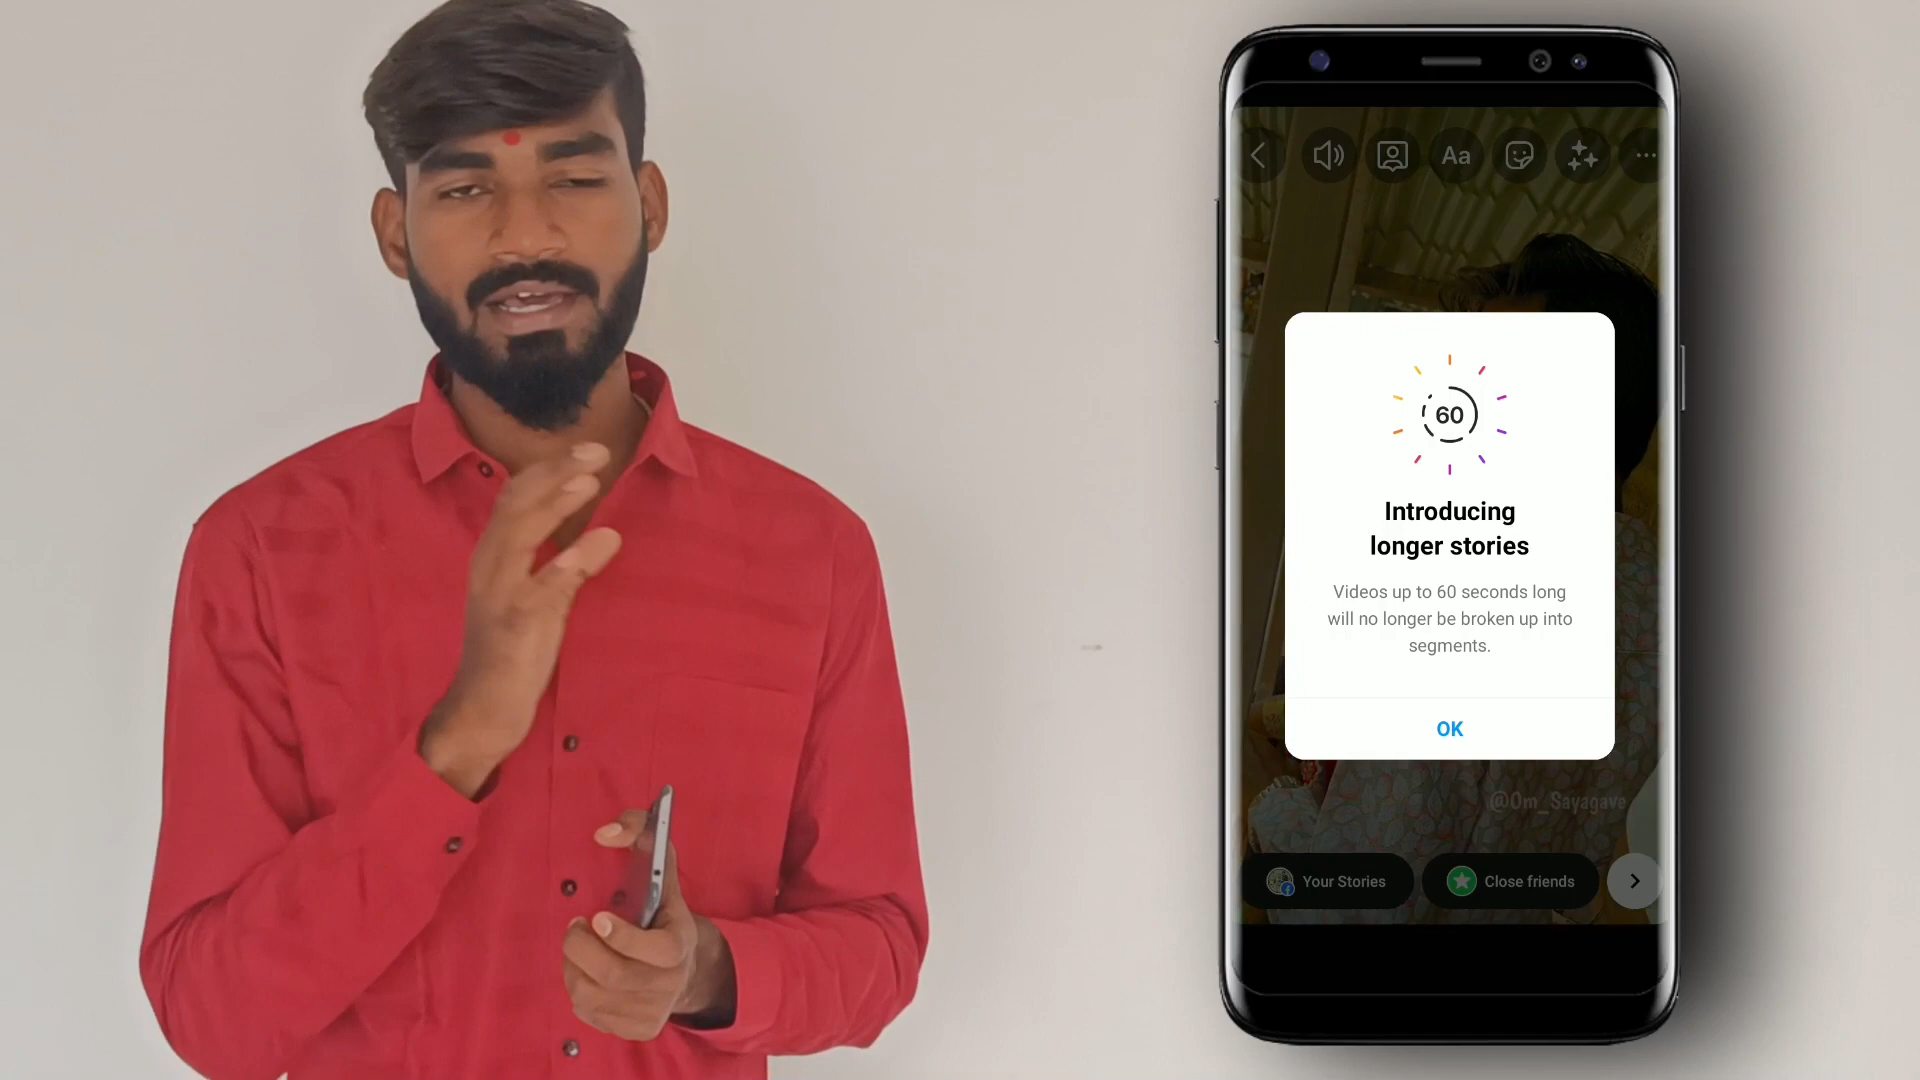 Aa
60
Introducing
longer stories
Videos up to 60 seconds long
will no longer be broken up into
segments.
OK
@Om_Sayagave
Your Stories
Close friends